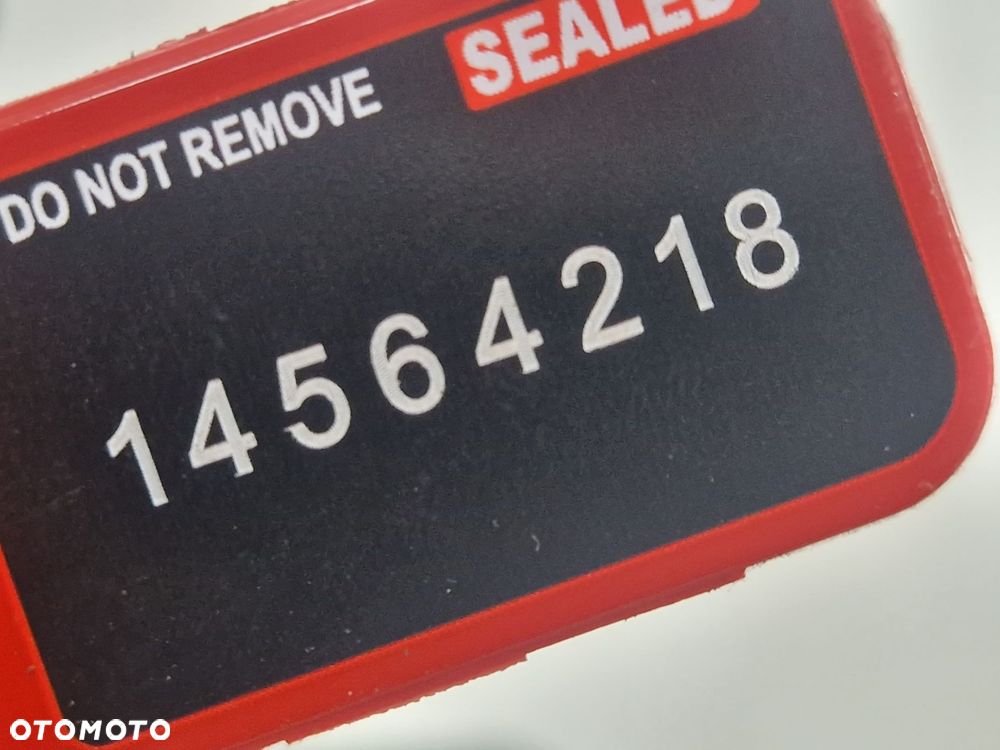 SEALED
DO NOT REMOVE
14564218
OTOMOTO